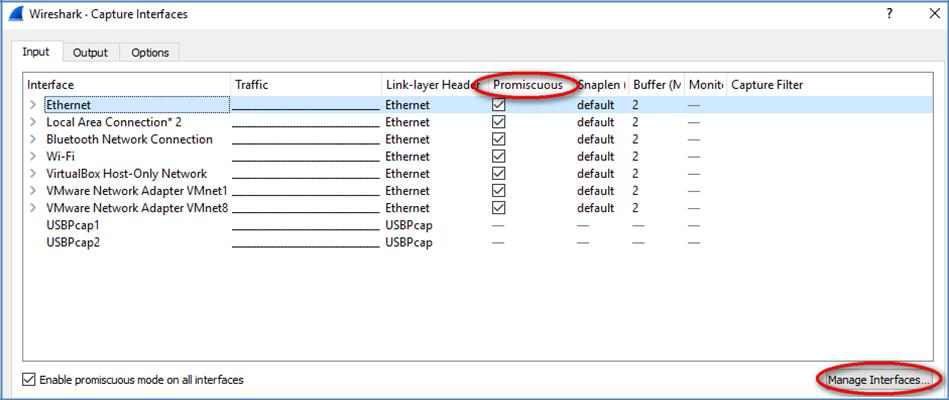 Wireshark · Capture Interfaces ?
Input Output Options
Interface Traffic Link-layer Header Promiscuous Snaplen ( Buffer (M Monito Capture Filter
Ethernet Ethernet default 2 —
Local Area Connection* 2 Ethernet default 2 —
Bluetooth Network Connection Ethernet default 2 —
Wi-Fi Ethernet default 2 —
VirtualBox Host-Only Network Ethernet default 2 —
VMware Network Adapter VMnet1 Ethernet default 2 —
VMware Network Adapter VMnet8 Ethernet default 2 —
USBPcap1 USBPcap — — — —
USBPcap2 USBPcap — — — —
Enable promiscuous mode on all interfaces Manage Interfaces...